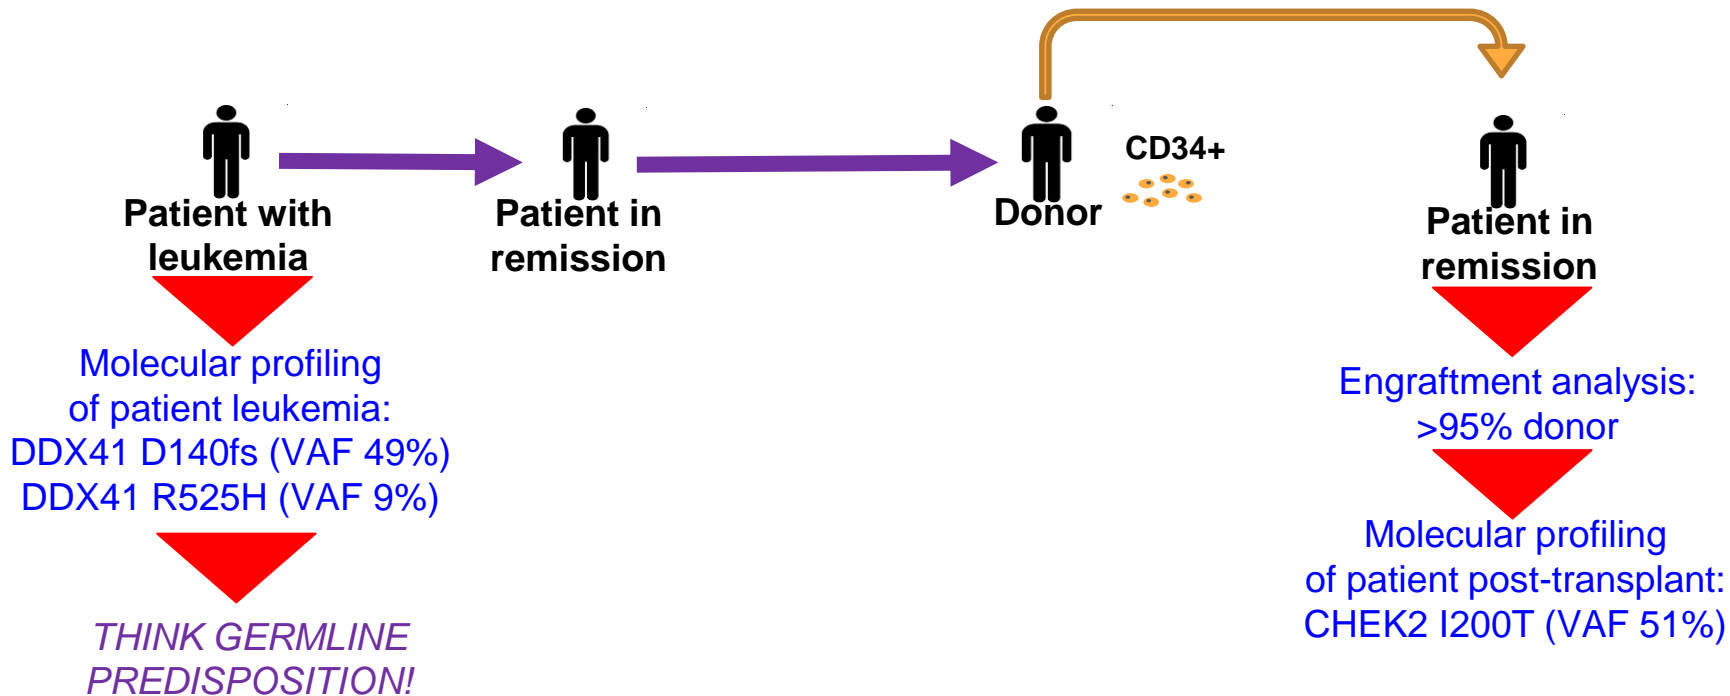 Patient with
leukemia
Molecular profiling
of patient leukemia:
DDX41 D140fs (VAF 49%)
DDX41 R525H (VAF 9%)
THINK GERMLINE
PREDISPOSITION!
Patient in
remission
Donor
CD34+
Patient in
remission
Engraftment analysis:
>95% donor
Molecular profiling
of patient post-transplant:
CHEK2 I200T (VAF 51%)